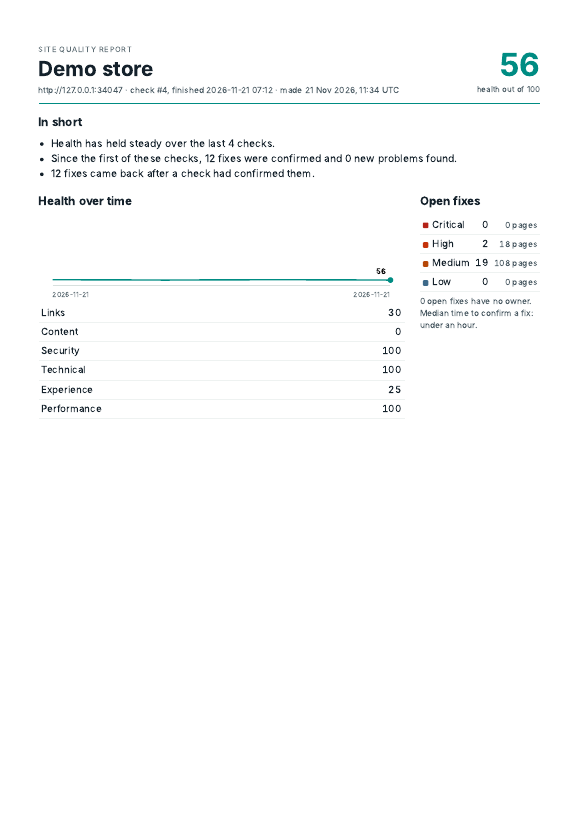 SITE QUALITY REPORT
Demo store
http://127.0.0.1:34047 · check #4, finished 2026-11-21 07:12 · made 21 Nov 2026, 11:34 UTC
56
health out of 100
In short
• Health has held steady over the last 4 checks.
• Since the first of these checks, 12 fixes were confirmed and 0 new problems found.
• 12 fixes came back after a check had confirmed them.
Health over time
56
2026-11-21 2026-11-21
Links 30
Content 0
Security 100
Technical 100
Experience 25
Performance 100
Open fixes
Critical 0 0 pages
High 2 18 pages
Medium 19 108 pages
Low 0 0 pages
0 open fixes have no owner.
Median time to confirm a fix:
under an hour.